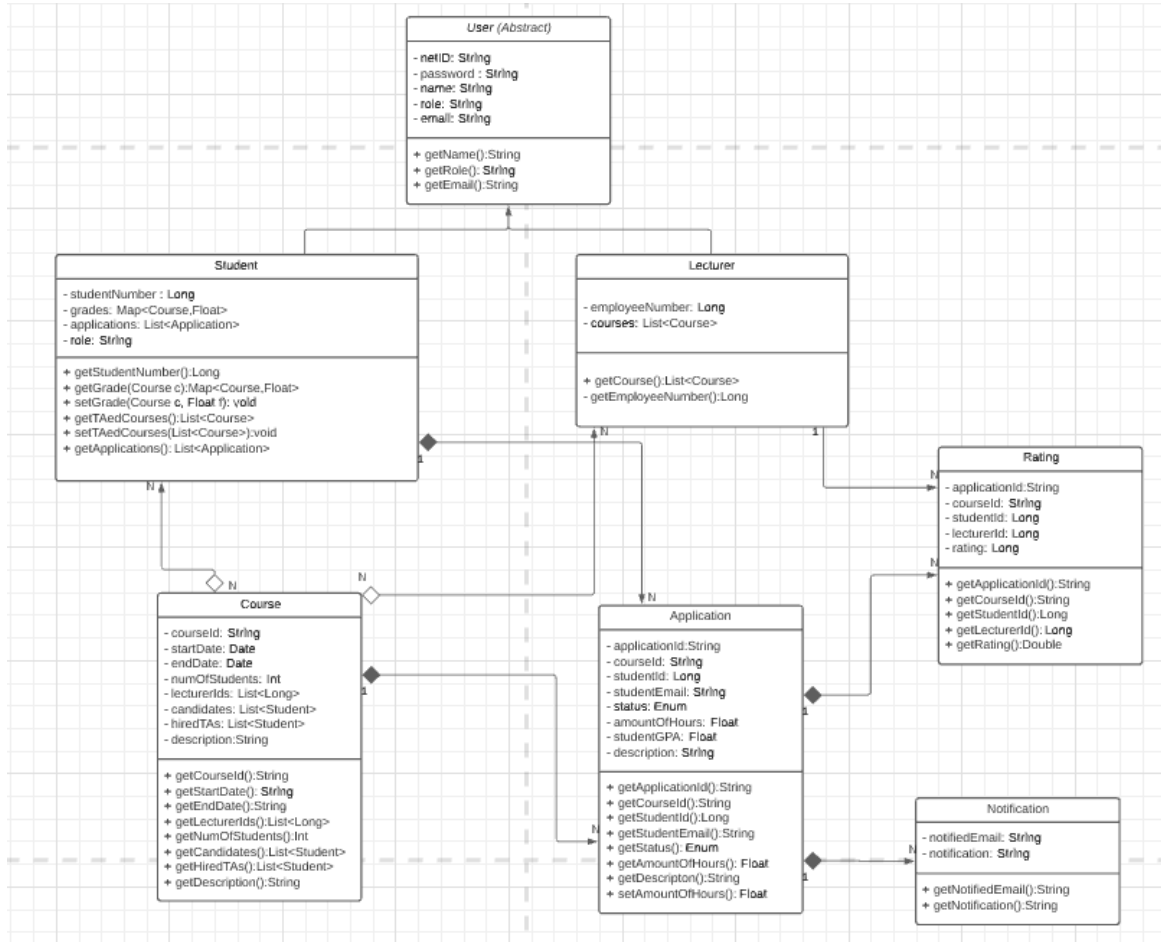 User (Abstract)
- netID: String
- password : String
- name: String
- role: String
- email: String
+ getName():String
+ getRole(): String
+ getEmail():String
Student
- studentNumber : Long
- grades: Map<Course,Float>
- applications: List<Application>
- role: String
+ getStudentNumber():Long
+ getGrade(Course c):Map<Course,Float>
+ setGrade(Course c, Float f): void
+ getTAedCourses():List<Course>
+ setTAedCourses(List<Course>):void
+ getApplications(): List<Application>
Lecturer
- employeeNumber: Long
- courses: List<Course>
+ getCourse():List<Course>
- getEmployeeNumber():Long
1
N
1
N
N
N
N
N
Rating
- applicationId:String
- courseId: String
- studentId: Long
- lecturerId: Long
- rating: Long
+ getApplicationId():String
+ getCourseId():String
+ getStudentId():Long
+ getLecturerId(): Long
+ getRating():Double
N
Course
- courseId: String
- startDate: Date
- endDate: Date
- numOfStudents: Int
- lecturerIds: List<Long>
- candidates: List<Student>
- hiredTAs: List<Student>
- description:String
+ getCourseId():String
+ getStartDate(): String
+ getEndDate():String
+ getLecturerIds():List<Long>
+ getNumOfStudents():Int
+ getCandidates():List<Student>
+ getHiredTAs():List<Student>
+ getDescription():String
1
N
Application
- applicationId:String
- courseId: String
- studentId: Long
- studentEmail: String
- status: Enum
- amountOfHours: Float
- studentGPA: Float
- description: String
+ getApplicationId():String
+ getCourseId():String
+ getStudentId():Long
+ getStudentEmail():String
+ getStatus(): Enum
+ getAmountOfHours(): Float
+ getDescripton():String
+ setAmountOfHours(): Float
1
1
N
Notification
- notifiedEmail: String
- notification: String
+ getNotifiedEmail():String
+ getNotification():String